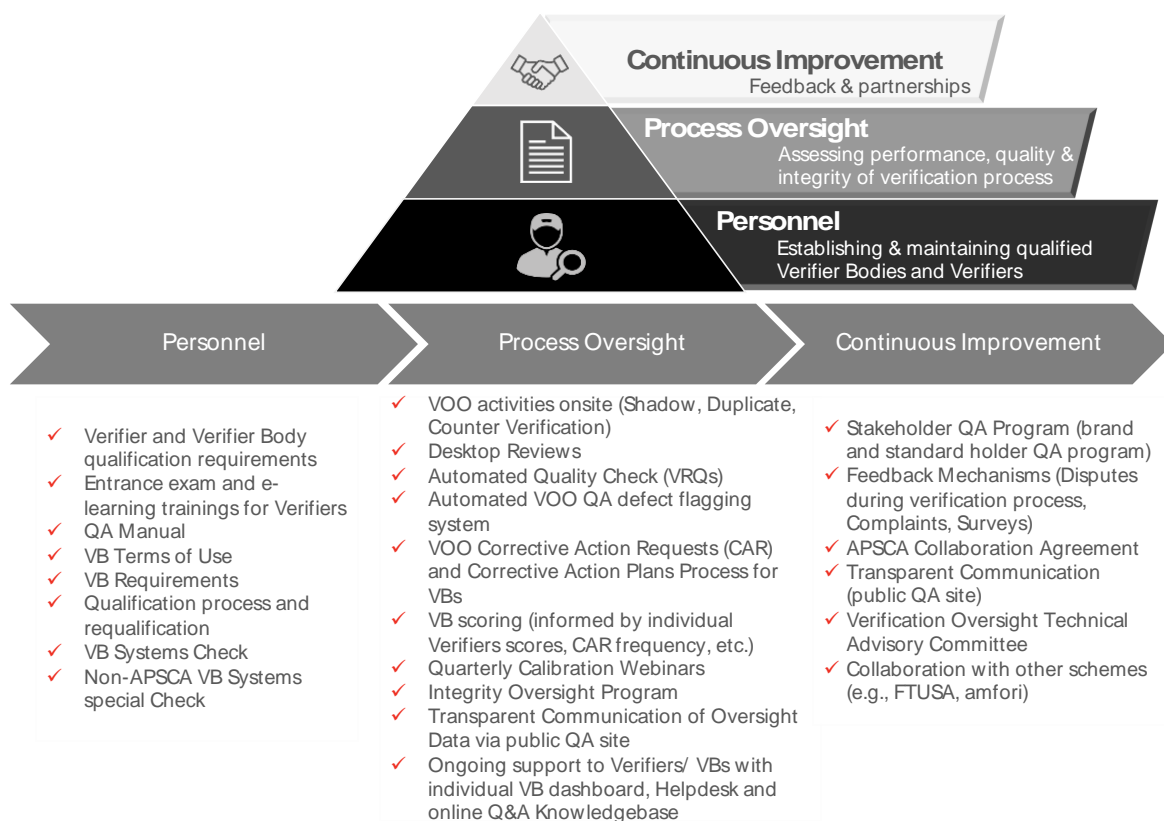 Continuous Improvement
Feedback & partnerships
Process Oversight
Assessing performance, quality &
integrity of verification process
Personnel
Establishing & maintaining qualified
Verifier Bodies and Verifiers
Personnel
Process Oversight
Continuous Improvement
Verifier and Verifier Body
qualification requirements
Entrance exam and e-
learning trainings for Verifiers
QA Manual
VB Terms of Use
VB Requirements
Qualification process and
requalification
VB Systems Check
Non-APSCA VB Systems
special Check
VOO activities onsite (Shadow, Duplicate,
Counter Verification)
Desktop Reviews
Automated Quality Check (VRQs)
Automated VOO QA defect flagging
system
VOO Corrective Action Requests (CAR)
and Corrective Action Plans Process for
VBs
VB scoring (informed by individual
Verifiers scores, CAR frequency, etc.)
Quarterly Calibration Webinars
Integrity Oversight Program
Transparent Communication of Oversight
Data via public QA site
Ongoing support to Verifiers/ VBs with
individual VB dashboard, Helpdesk and
online Q&A Knowledgebase
Stakeholder QA Program (brand
and standard holder QA program)
Feedback Mechanisms (Disputes
during verification process,
Complaints, Surveys)
APSCA Collaboration Agreement
Transparent Communication
(public QA site)
Verification Oversight Technical
Advisory Committee
Collaboration with other schemes
(e.g., FTUSA, amfori)